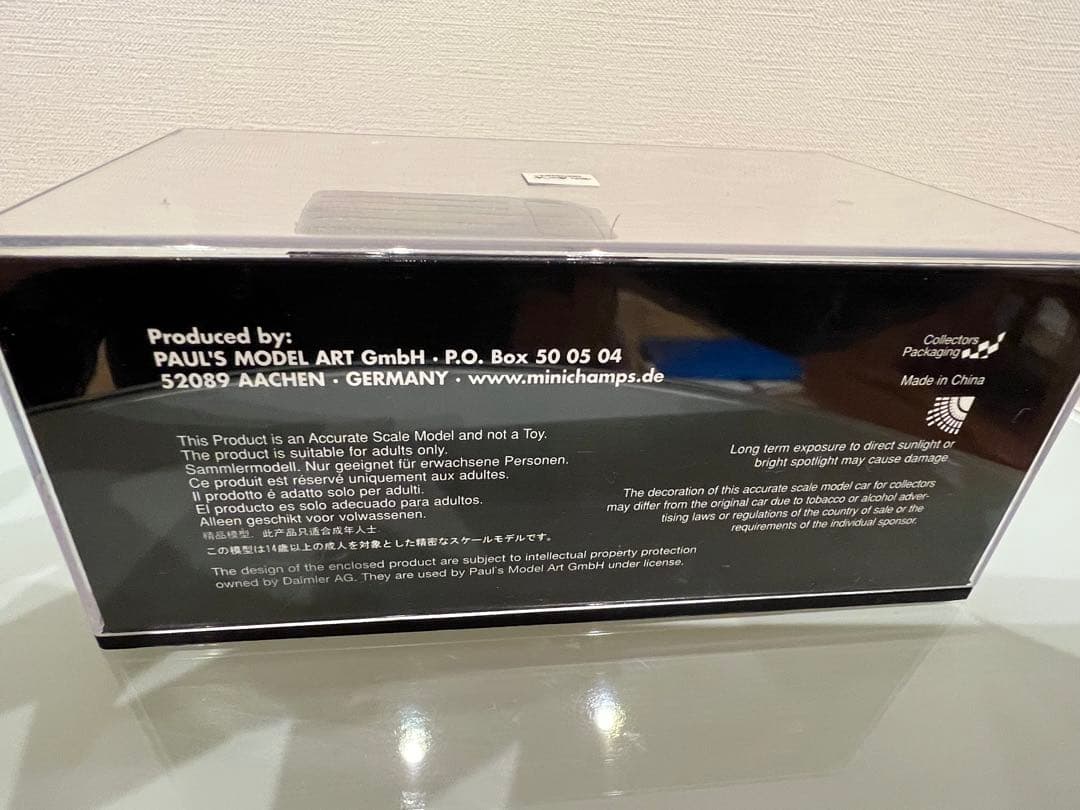 Produced by:
PAUL'S MODEL ART GmbH · P.O. Box 50 05 04
52089 AACHEN · GERMANY · www.minichamps.de
Collectors
Packaging
Made in China
This Product is an Accurate Scale Model and not a Toy.
The product is suitable for adults only.
Sammlermodell. Nur geeignet für erwachsene Personen.
Ce produit est réservé uniquement aux adultes.
Il prodotto é adatto solo per adulti.
El producto es solo adecuado para adultos.
Alleen geschikt voor volwassenen.
精品模型。此产品只适合成年人士
この模型は14歳以上の成人を対象とした精密なスケールモデルです。
The design of the enclosed product are subject to intellectual property protection
owned by Daimler AG. They are used by Paul's Model Art GmbH under license.
Long term exposure to direct sunlight or
bright spotlight may cause damage
The decoration of this accurate scale model car for collectors
may differ from the original car due to tobacco or alcohol adver-
tising laws or regulations of the country of sale or the
requirements of the individual sponsor.